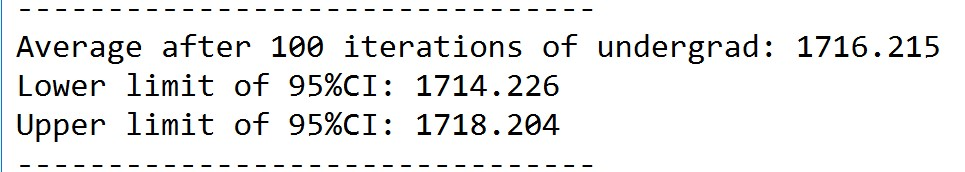 --------------------------------
Average after 100 iterations of undergrad: 1716.215
Lower limit of 95%CI: 1714.226
Upper limit of 95%CI: 1718.204
--------------------------------